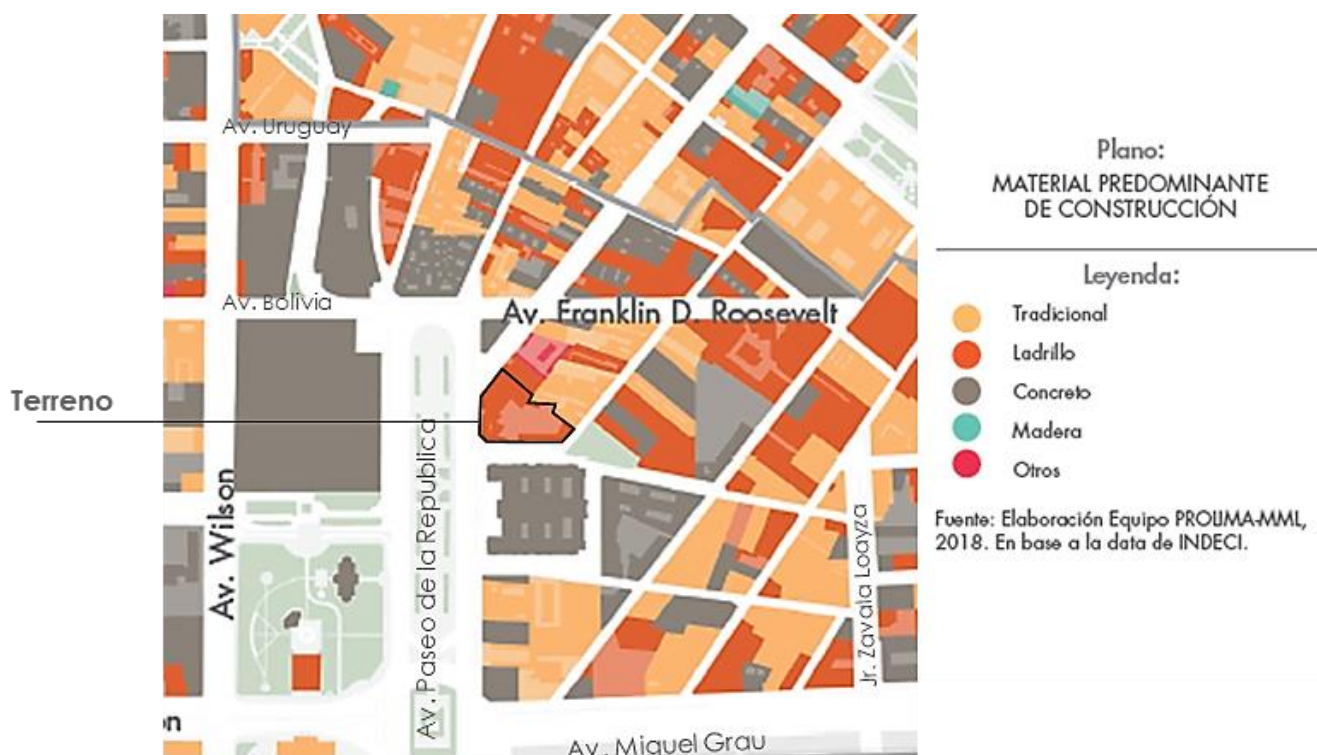 Av. Uruguay
Av. Bolivia
Av. Franklin D. Roosevelt
Terreno
Av. Wilson
Av. Paseo de la Republica
Jr. Zavala Loayza
on
Av. Miguel Grau
Plano:
MATERIAL PREDOMINANTE
DE CONSTRUCCIÓN
Leyenda:
Tradicional
Ladrillo
Concreto
Madera
Otros
Fuente: Elaboración Equipo PROLIMA-MML,
2018. En base a la data de INDECI.